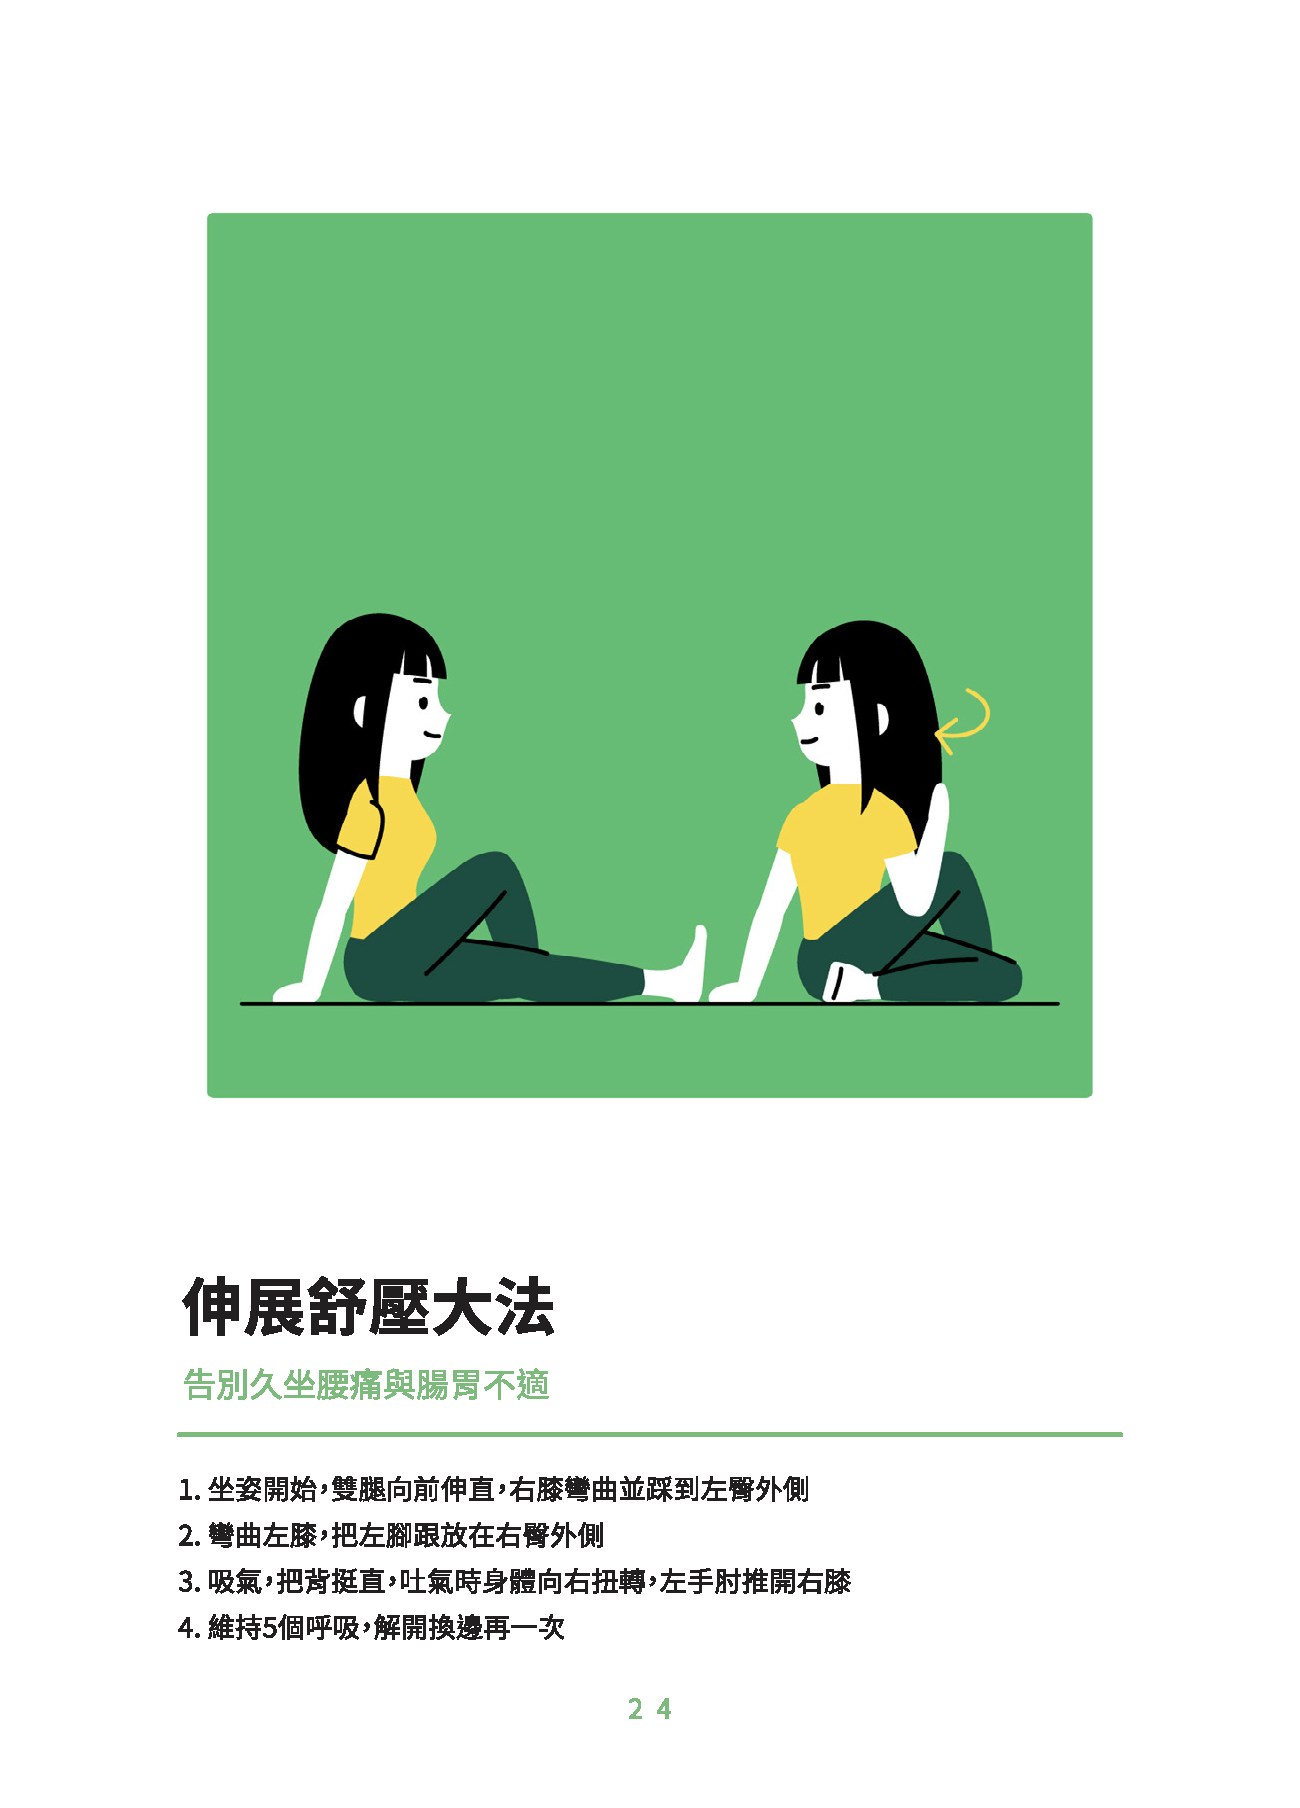 伸展舒壓大法
告別久坐腰痛與腸胃不適
1. 坐姿開始，雙腿向前伸直，右膝彎曲並踩到左臀外側
2. 彎曲左膝，把左腳跟放在右臀外側
3. 吸氣，把背挺直，吐氣時身體向右扭轉，左手肘推開右膝
4. 維持5個呼吸，解開換邊再一次
24